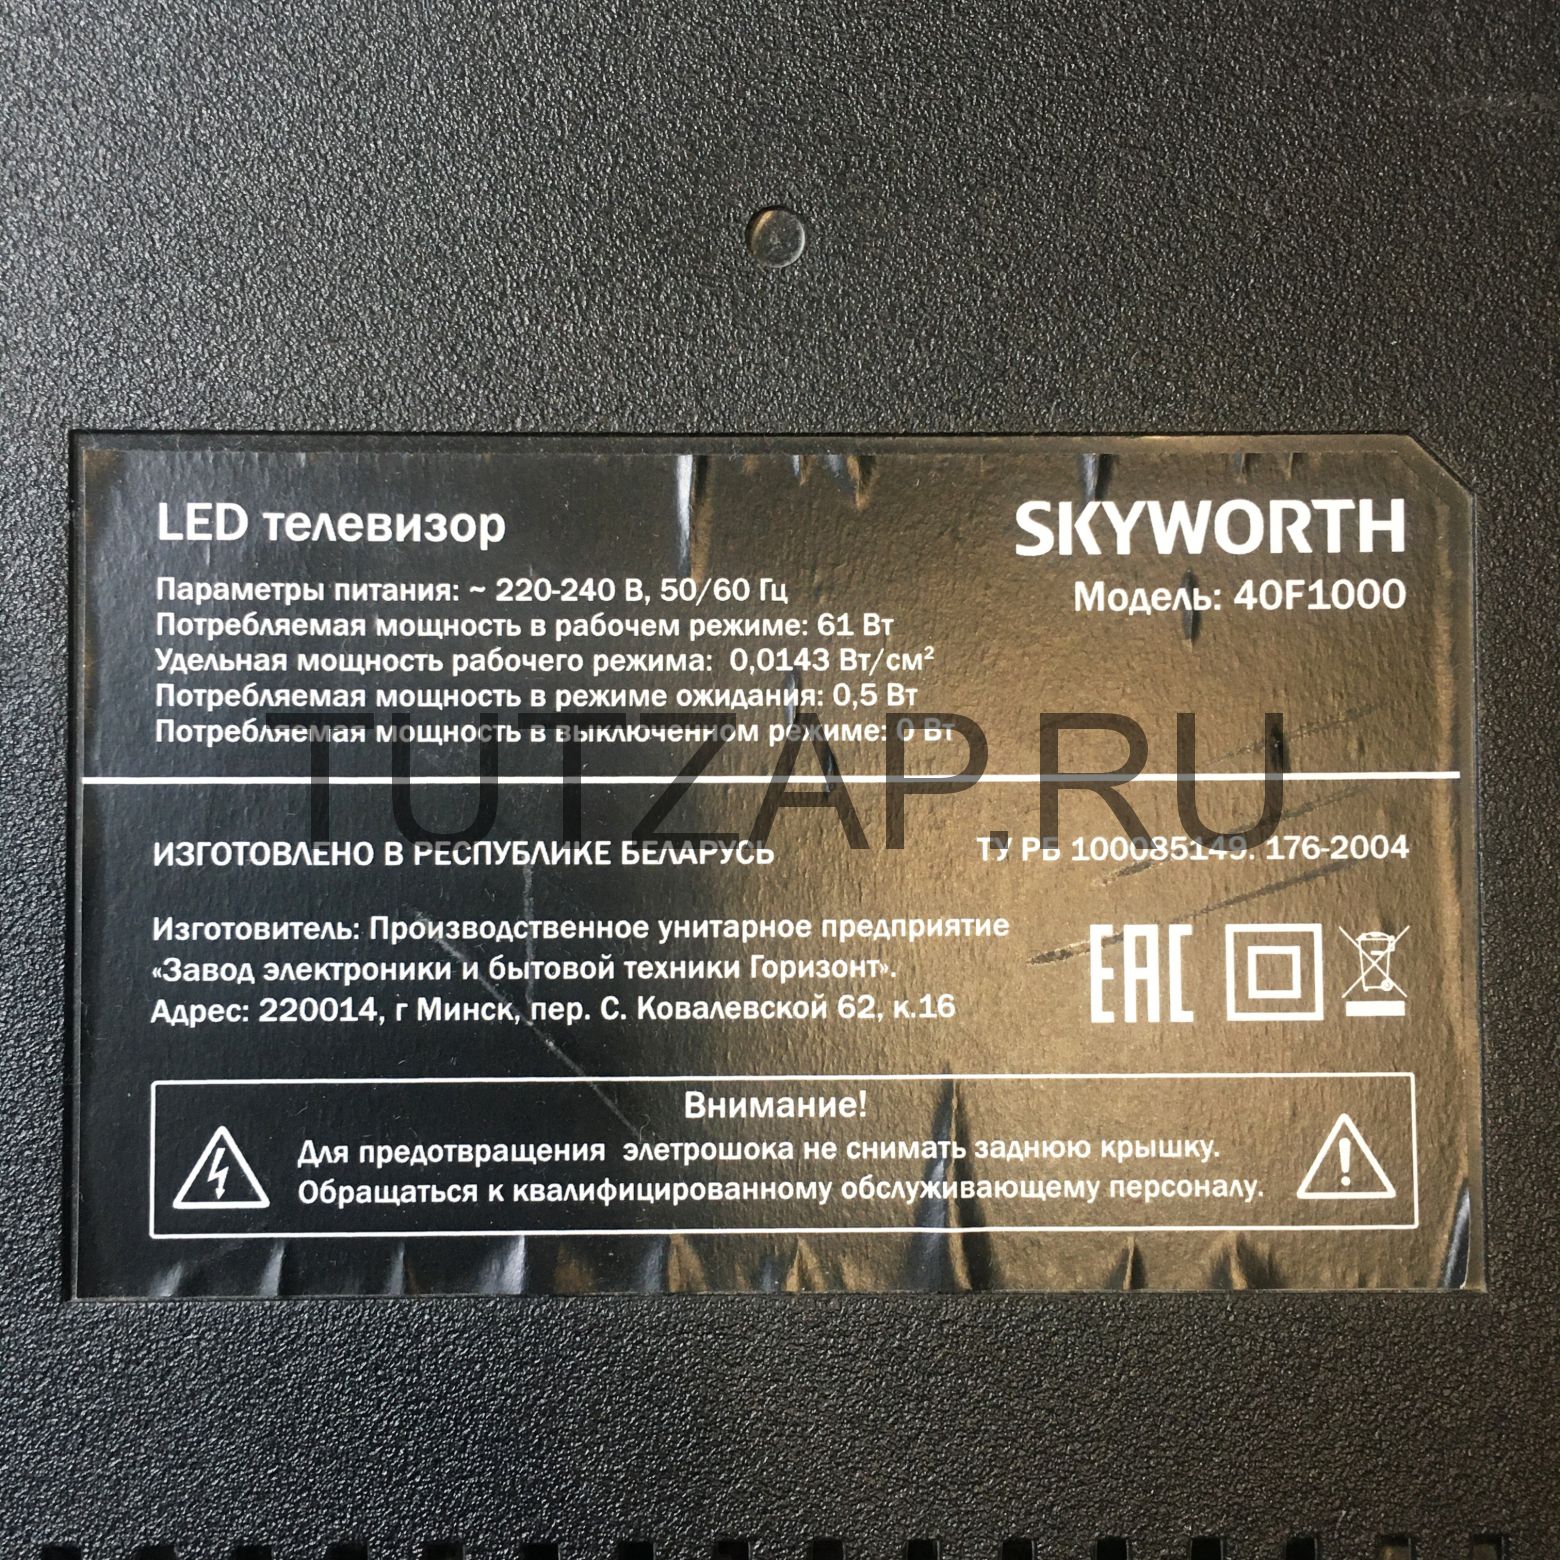 LED телевизор
SKYWORTH
Модель: 40F1000
Параметры питания: ~ 220-240 В, 50/60 Гц
Потребляемая мощность в рабочем режиме: 61 Вт
Удельная мощность рабочего режима: 0,0143 Вт/см²
Потребляемая мощность в режиме ожидания: 0,5 Вт
Потребляемая мощность в выключенном режиме: 0 Вт
TUTZAP.RU
ИЗГОТОВЛЕНО В РЕСПУБЛИКЕ БЕЛАРУСЬ
ТУ РБ 100085149. 176-2004
Изготовитель: Производственное унитарное предприятие
«Завод электроники и бытовой техники Горизонт».
Адрес: 220014, г Минск, пер. С. Ковалевской 62, к.16
EAC
Внимание!
Для предотвращения элетрошока не снимать заднюю крышку.
Обращаться к квалифицированному обслуживающему персоналу.